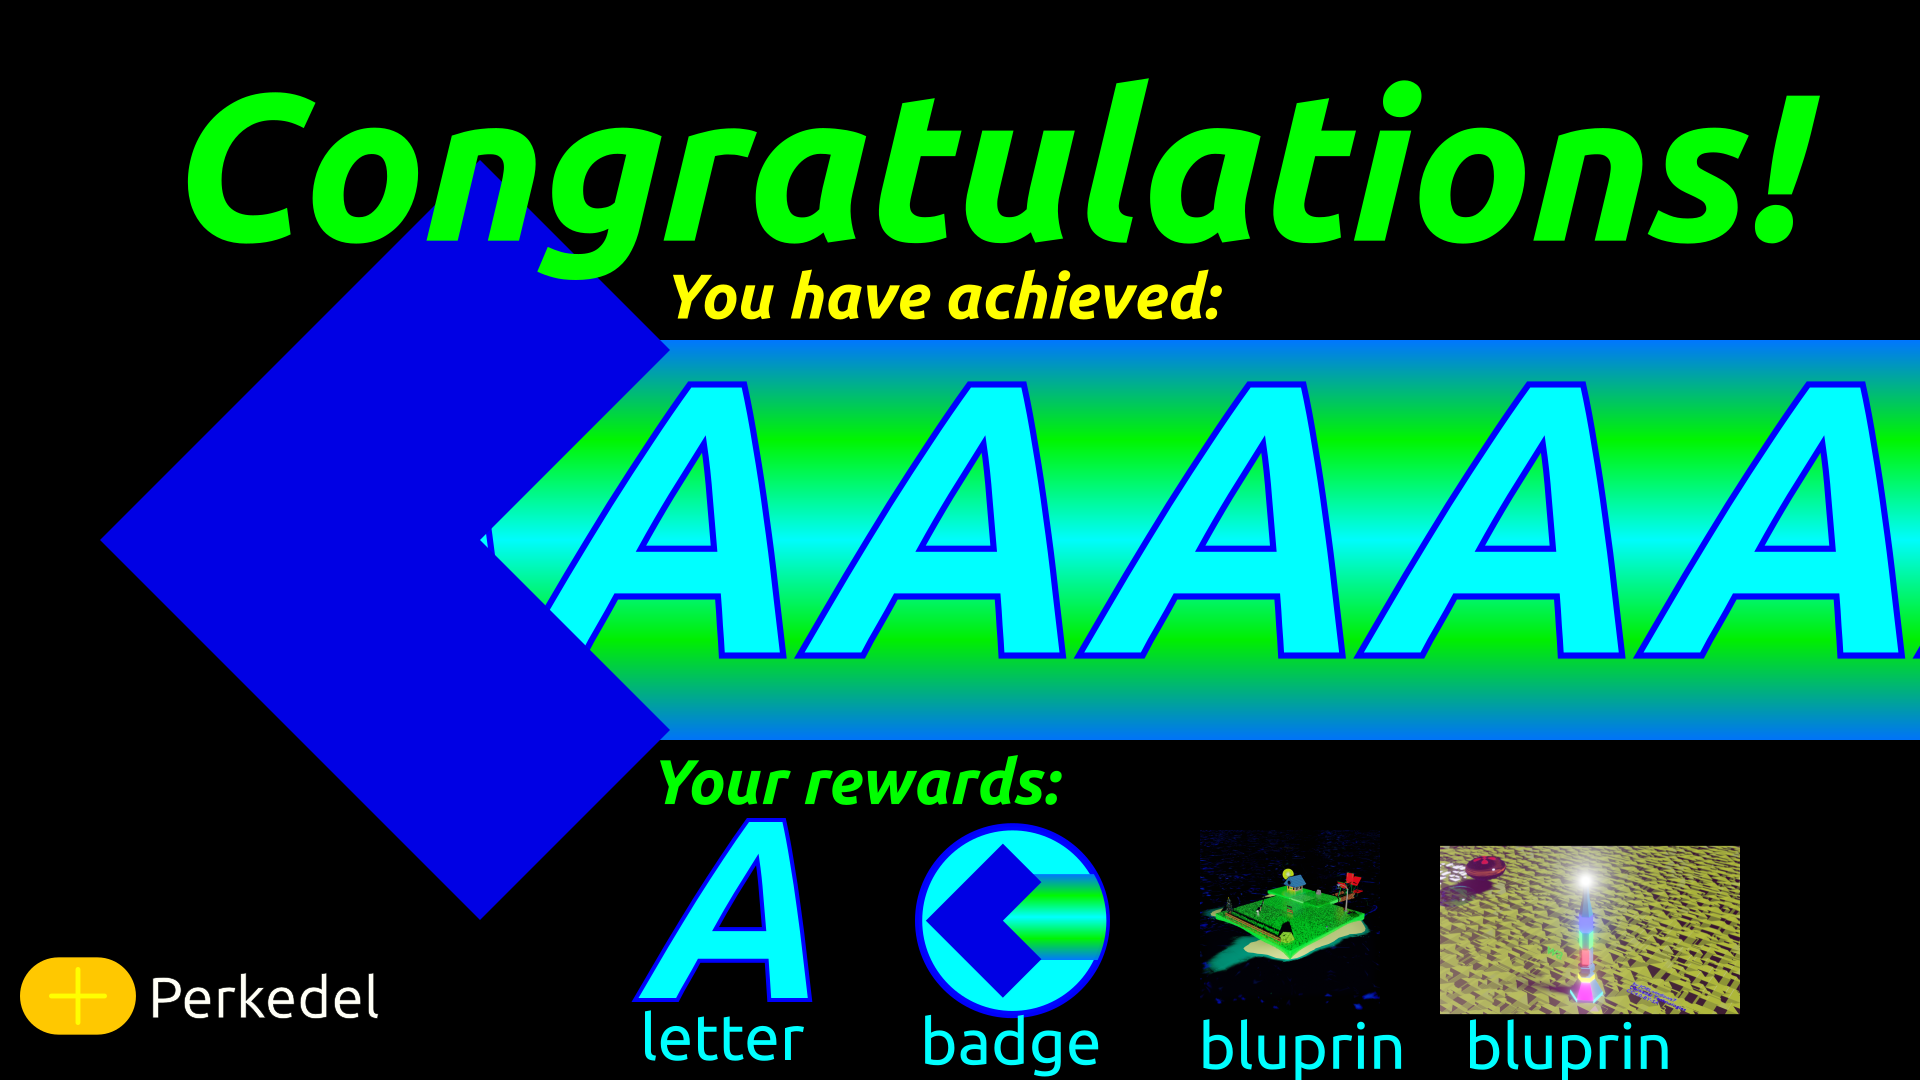 Congratulations!
You have achieved:
AAAAA
Your rewards:
A
letter badge bluprin bluprin
Perkedel